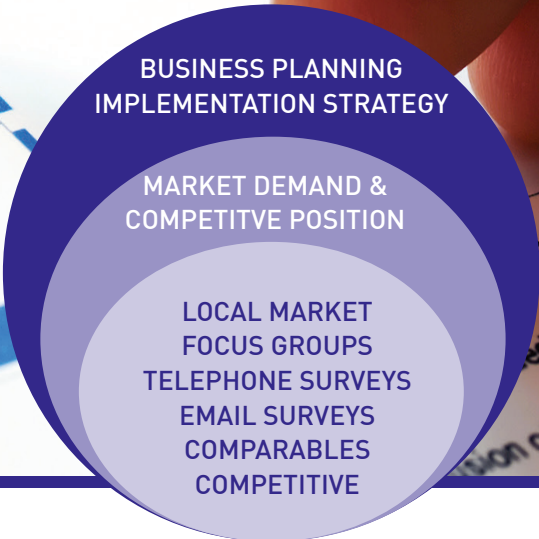 BUSINESS PLANNING
IMPLEMENTATION STRATEGY
MARKET DEMAND &
COMPETITVE POSITION
LOCAL MARKET
FOCUS GROUPS
TELEPHONE SURVEYS
EMAIL SURVEYS
COMPARABLES
COMPETITIVE